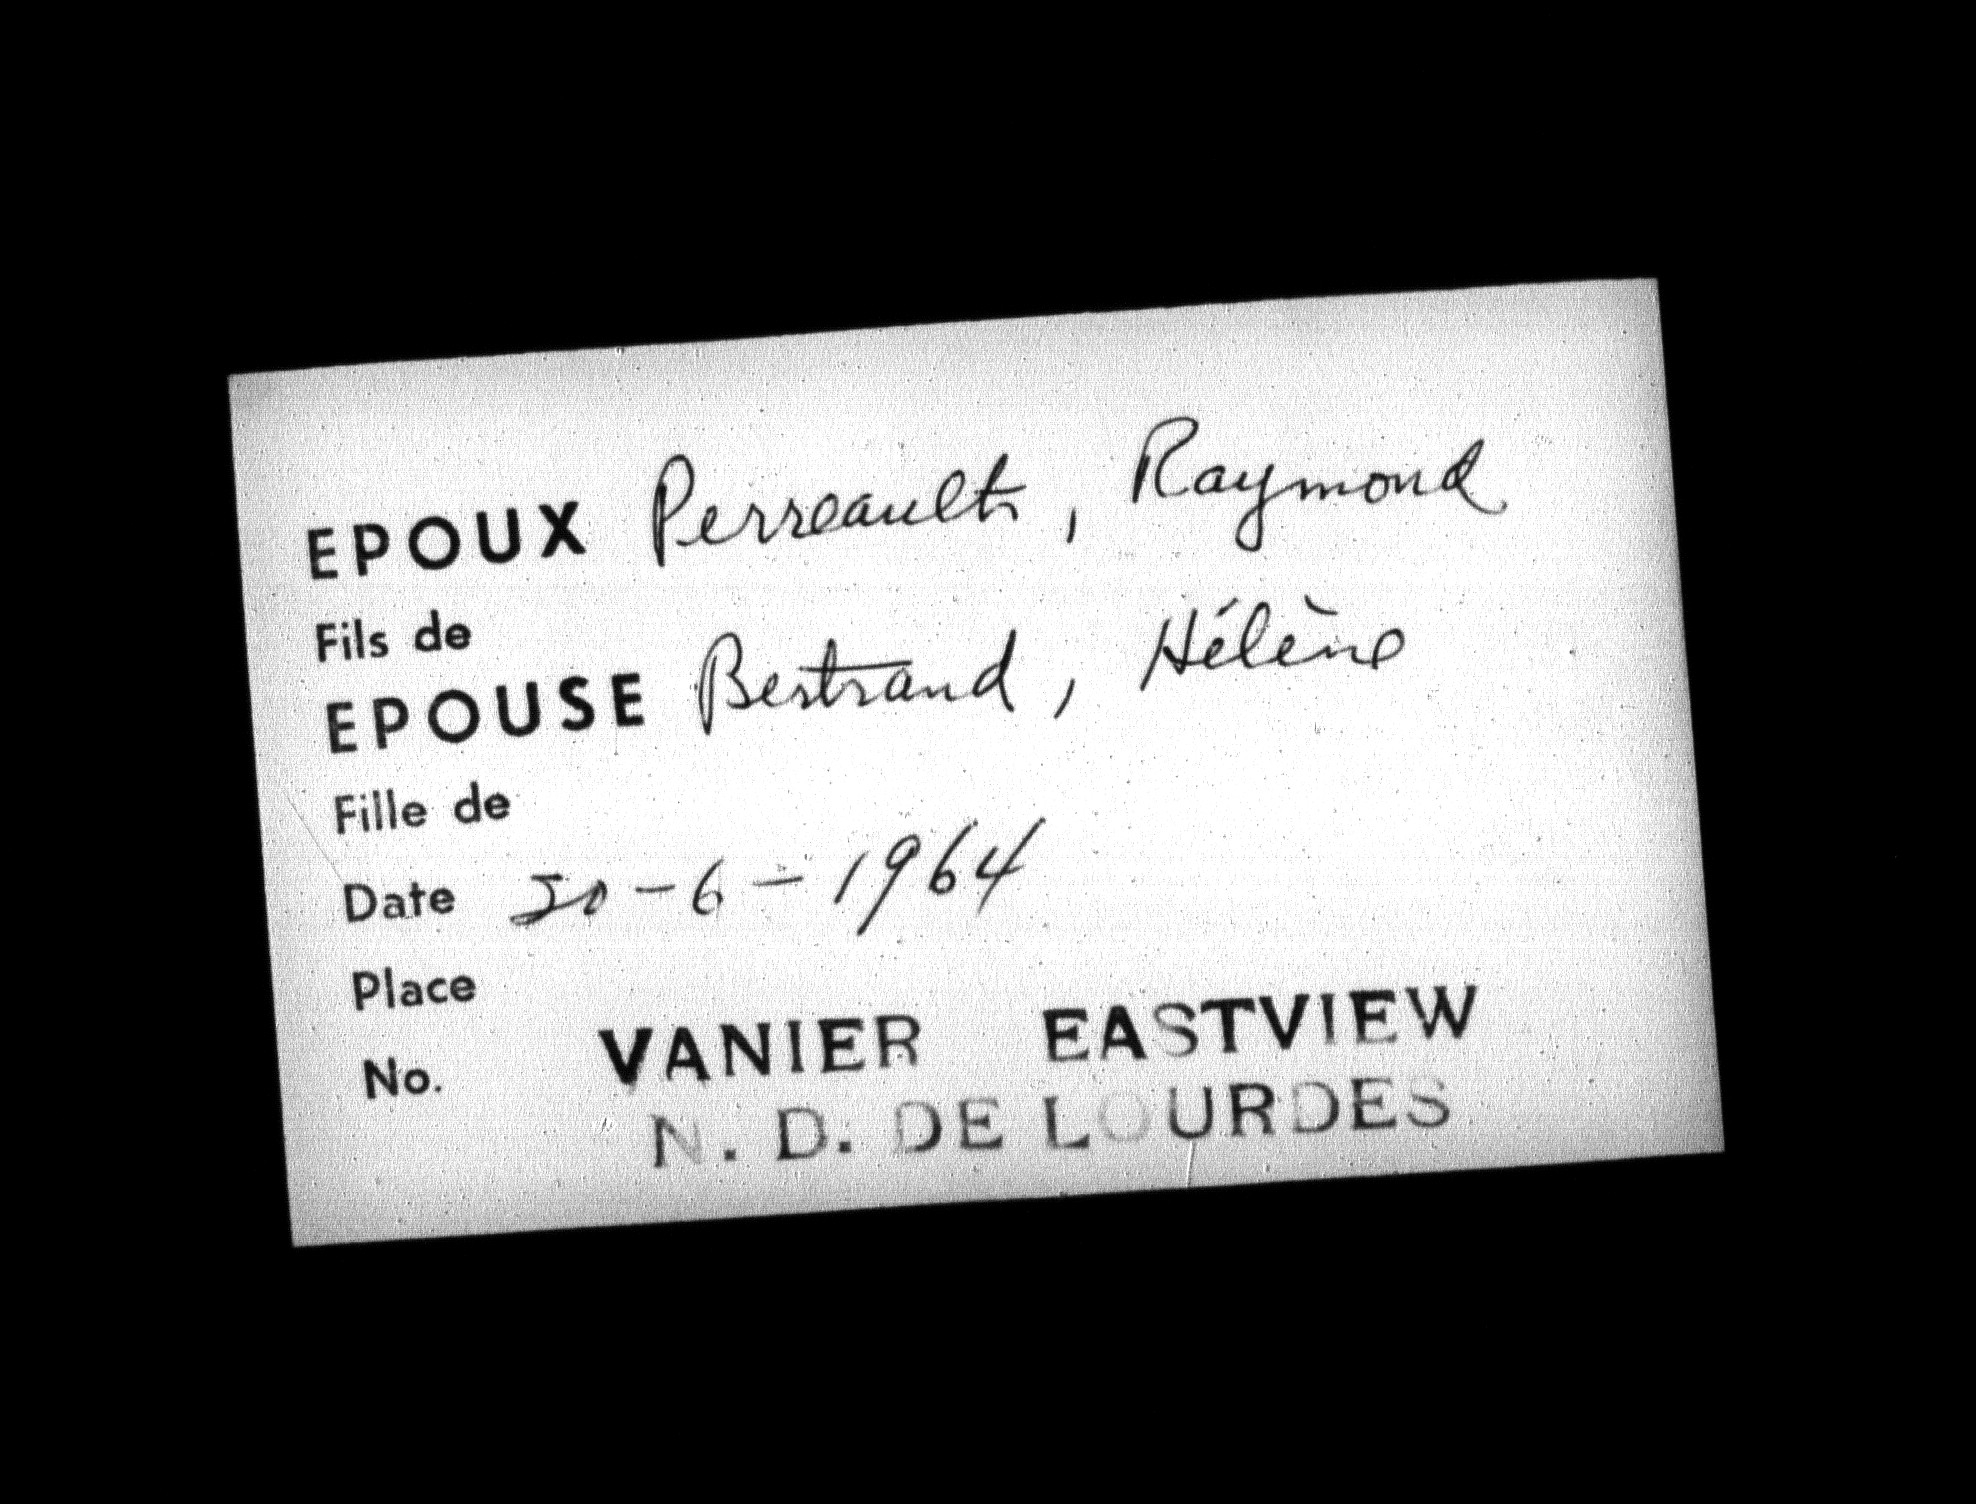 EPOUX Perreault, Raymond
Fils de
EPOUSE Bertrand, Hélène
Fille de
Date 20-6-1964
Place
VANIER EASTVIEW
No.
N. D. DE LOURDES